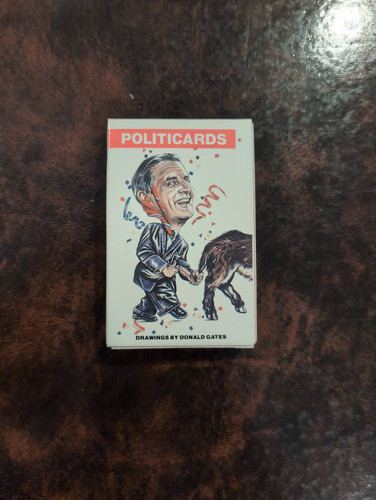 POLITICARDS
DRAWINGS BY DONALD GATES